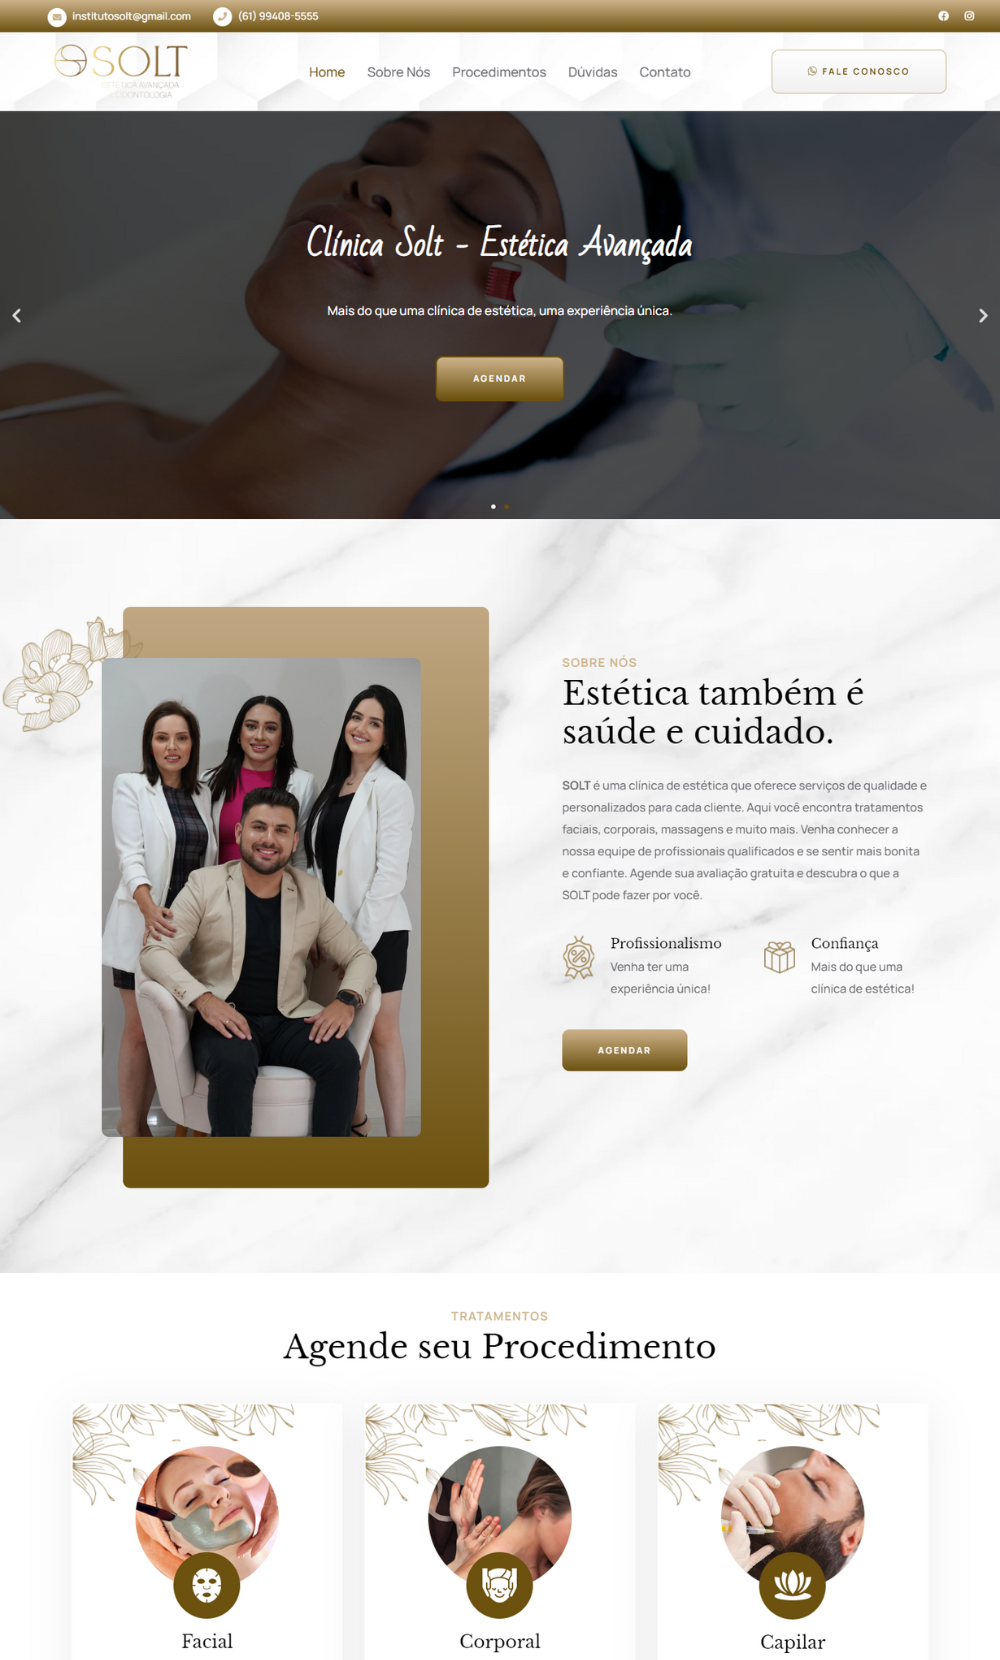 institutosolt@gmail.com
(61) 99408-5555
SOLT
ESTÉTICA AVANÇADA
E ODONTOLOGIA
Home
Sobre Nós
Procedimentos
Dúvidas
Contato
FALE CONOSCO
Clínica Solt - Estética Avançada
Mais do que uma clínica de estética, uma experiência única.
AGENDAR
SOBRE NÓS
Estética também é
saúde e cuidado.
SOLT é uma clínica de estética que oferece serviços de qualidade e
personalizados para cada cliente. Aqui você encontra tratamentos
faciais, corporais, massagens e muito mais. Venha conhecer a
nossa equipe de profissionais qualificados e se sentir mais bonita
e confiante. Agende sua avaliação gratuita e descubra o que a
SOLT pode fazer por você.
Profissionalismo
Venha ter uma
experiência única!
Confiança
Mais do que uma
clínica de estética!
AGENDAR
TRATAMENTOS
Agende seu Procedimento
Facial
Corporal
Capilar